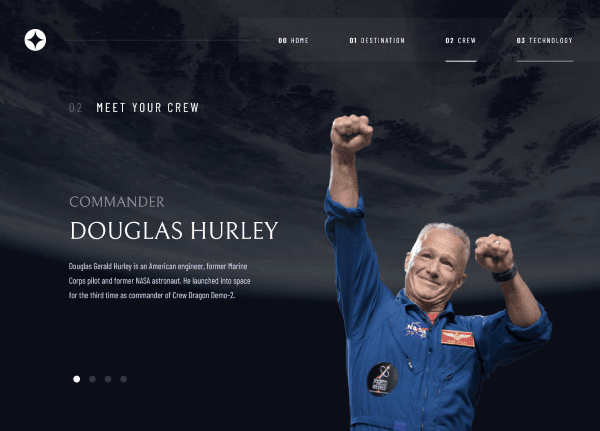 00 HOME
01 DESTINATION
02 CREW
03 TECHNOLOGY
02 MEET YOUR CREW
COMMANDER
DOUGLAS HURLEY
Douglas Gerald Hurley is an American engineer, former Marine
Corps pilot and former NASA astronaut. He launched into space
for the third time as commander of Crew Dragon Demo-2.
NASA